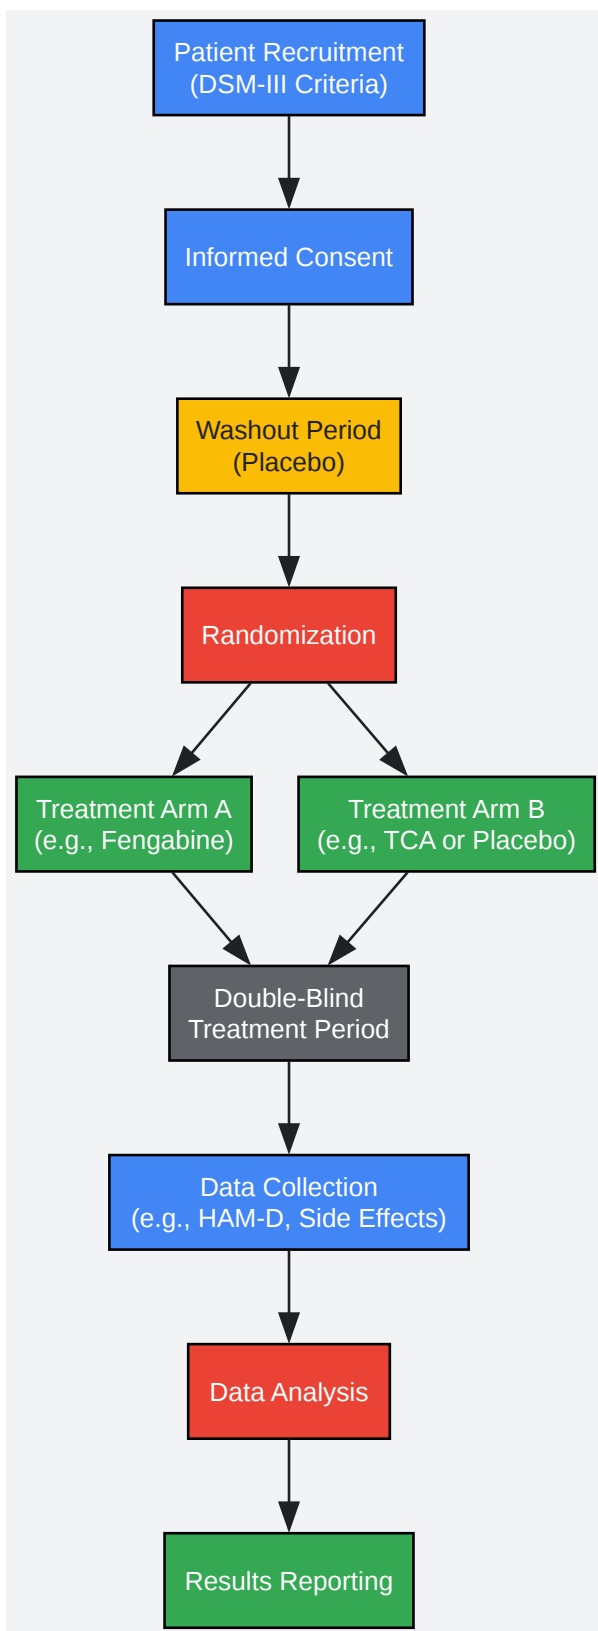 Patient Recruitment
(DSM-III Criteria)
Informed Consent
Washout Period
(Placebo)
Randomization
Treatment Arm A
(e.g., Fengabine)
Treatment Arm B
(e.g., TCA or Placebo)
Double-Blind
Treatment Period
Data Collection
(e.g., HAM-D, Side Effects)
Data Analysis
Results Reporting